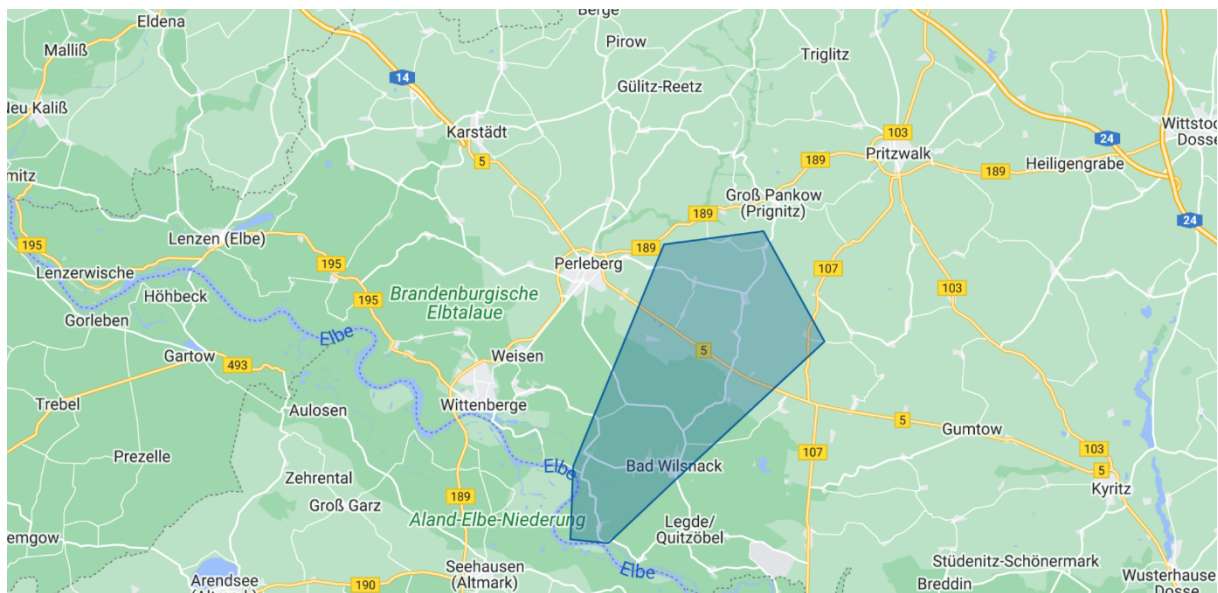 Berge
Eldena
Pirow
Malliß
Triglitz
14
Gülitz-Reetz
Neu Kaliß
Karstädt
5
103
24
Wittstock
Dosse
Pritzwalk
189
Heiligengrabe
189
Groß Pankow
(Prignitz)
189
24
195
Lenzen (Elbe)
189
Perleberg
195
107
Lenzerwische
103
Höhbeck
195
Brandenburgische
Elbtalaue
Gorleben
Elbe
Gartow
493
Weisen
5
Trebel
Aulosen
Wittenberge
5
Gumtow
Prezelle
103
107
Elbe
Bad Wilsnack
5
Zehrental
Kyritz
189
Groß Garz
Aland-Elbe-Niederung
Legde/
Quitzöbel
Seehausen
(Altmark)
Elbe
Stüdenitz-Schönermark
Arendsee
(Altmark)
190
Breddin
Wusterhausen
Dosse